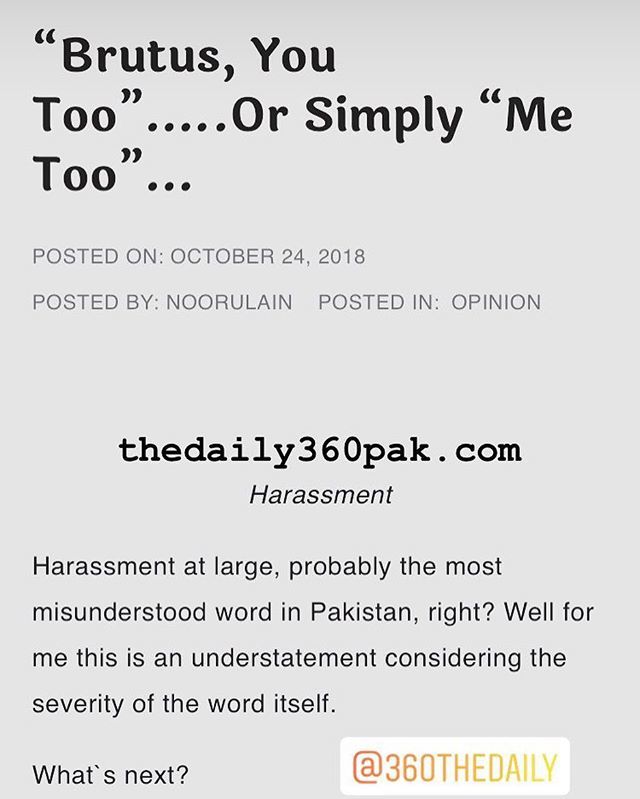 “Brutus, You
Too”.....Or Simply “Me
Too”...
POSTED ON: OCTOBER 24, 2018
POSTED BY: NOORULAIN POSTED IN: OPINION
thedaily360pak.com
Harassment
Harassment at large, probably the most
misunderstood word in Pakistan, right? Well for
me this is an understatement considering the
severity of the word itself.
What`s next?
@360THEDAILY